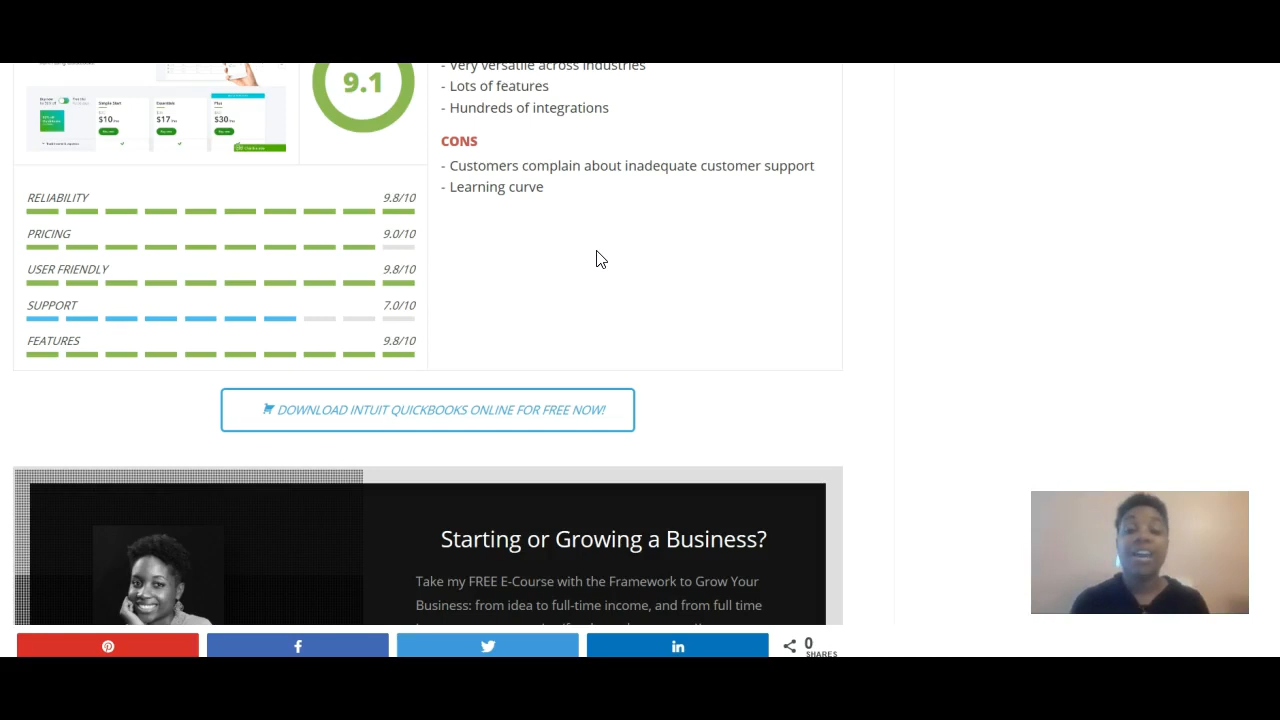 Simple Start
Essentials
Plus
$10
$17
$30
9.1
- Very versatile across industries
- Lots of features
- Hundreds of integrations
CONS
- Customers complain about inadequate customer support
- Learning curve
RELIABILITY 9.8/10
PRICING 9.0/10
USER FRIENDLY 9.8/10
SUPPORT 7.0/10
FEATURES 9.8/10
DOWNLOAD INTUIT QUICKBOOKS ONLINE FOR FREE NOW!
Starting or Growing a Business?
Take my FREE E-Course with the Framework to Grow Your
Business: from idea to full-time income, and from full time
0
SHARES